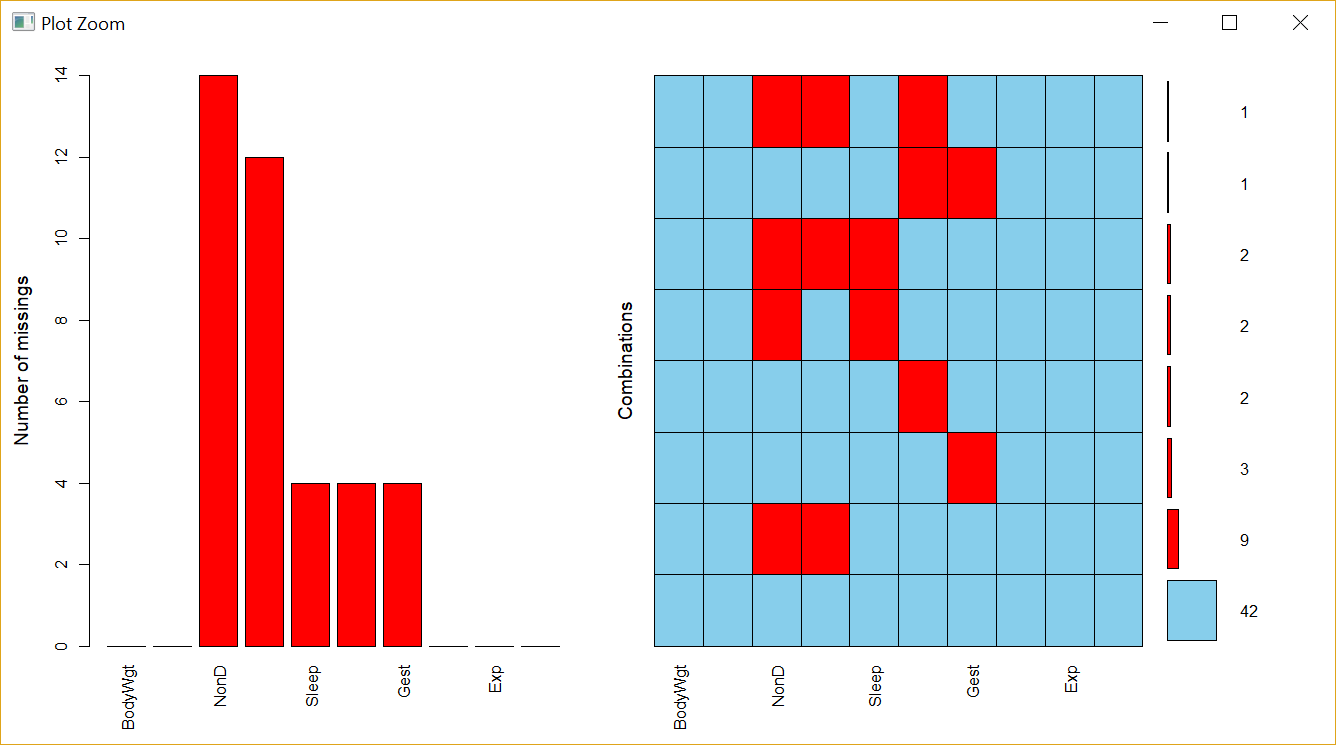 Plot Zoom
Number of missings
14
12
10
8
6
4
2
0
BodyWgt
NonD
Sleep
Gest
Exp
Combinations
BodyWgt
NonD
Sleep
Gest
Exp
1
1
2
2
2
3
9
42